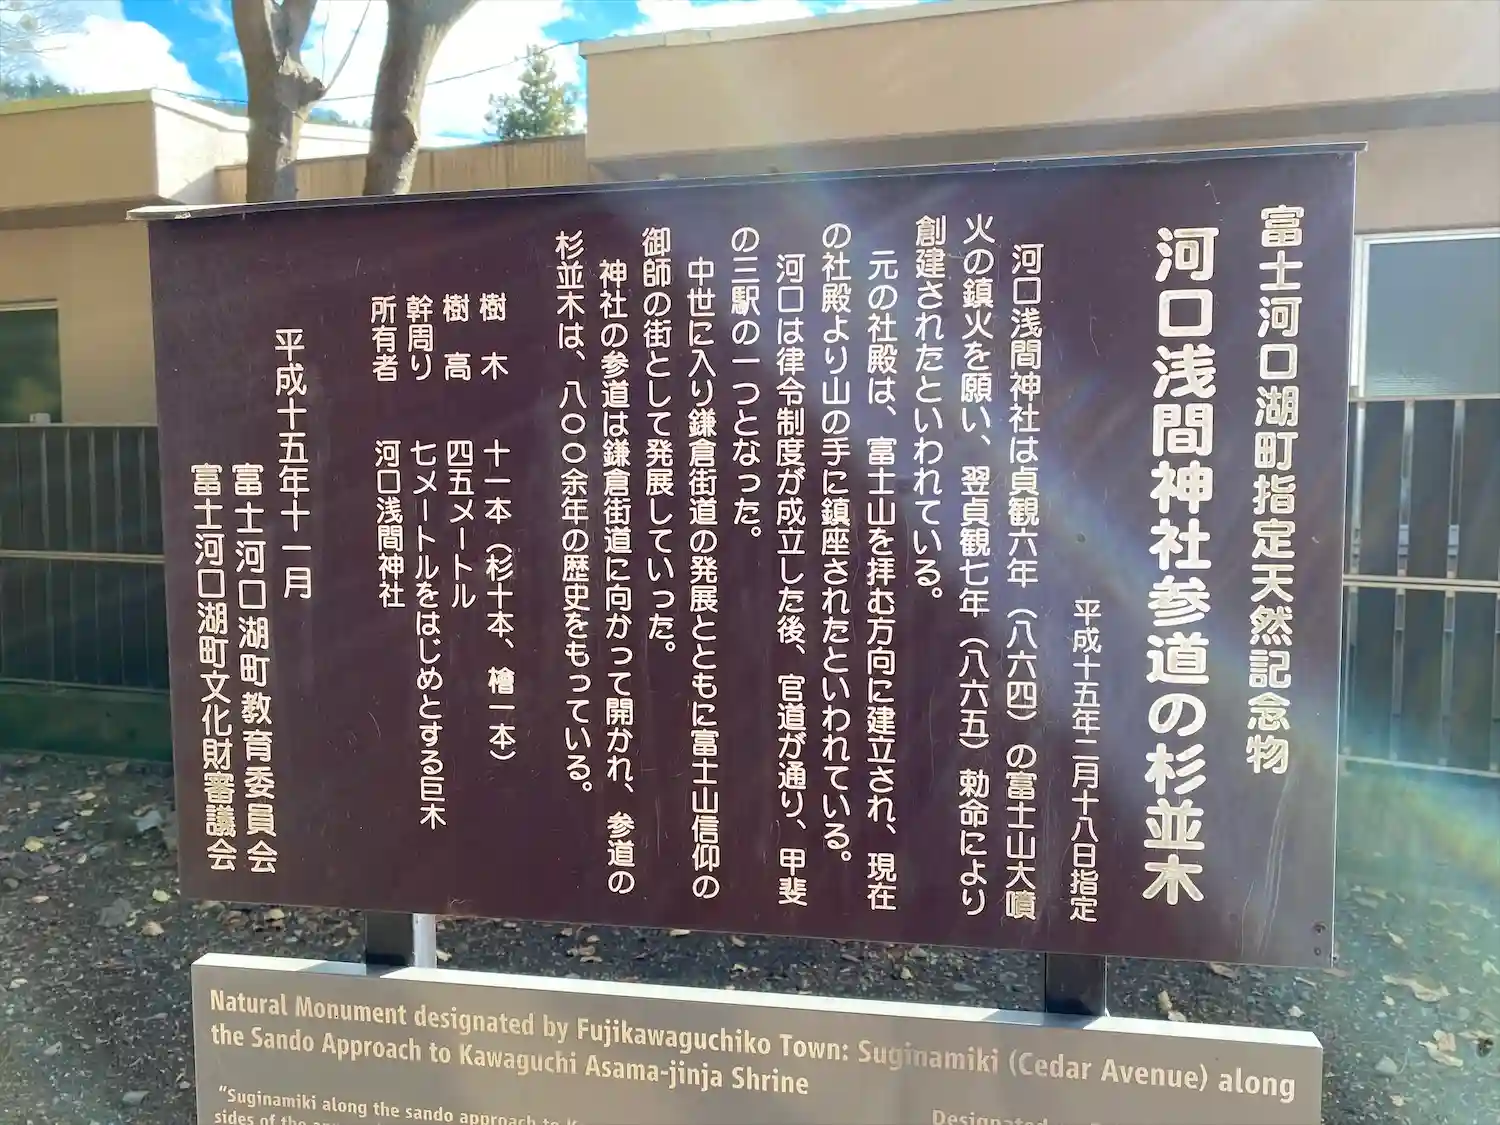 富士河口湖町指定天然記念物
河口浅間神社参道の杉並木
平成十五年二月十八日指定
河口浅間神社は貞観六年（八六四）の富士山大噴
火の鎮火を願い、翌貞観七年（八六五）勅命により
創建されたといわれている。
元の社殿は、富士山を拝む方向に建立され、現在
の社殿より山の手に鎮座されたといわれている。
河口は律令制度が成立した後、官道が通り、甲斐
の三駅の一つとなった。
中世に入り鎌倉街道の発展とともに富士山信仰の
御師の街として発展していった。
神社の参道は鎌倉街道に向かって開かれ、参道の
杉並木は、八〇〇余年の歴史をもっている。
樹木 十一本（杉十本、檜一本）
樹高 四五メートル
幹周り 七メートルをはじめとする巨木
所有者 河口浅間神社
平成十五年十一月
富士河口湖町教育委員会
富士河口湖町文化財審議会
Natural Monument designated by Fujikawaguchiko Town: Suginamiki (Cedar Avenue) along
the Sando Approach to Kawaguchi Asama-jinja Shrine
"Suginamiki along the sando approach to
sides of the
Designated